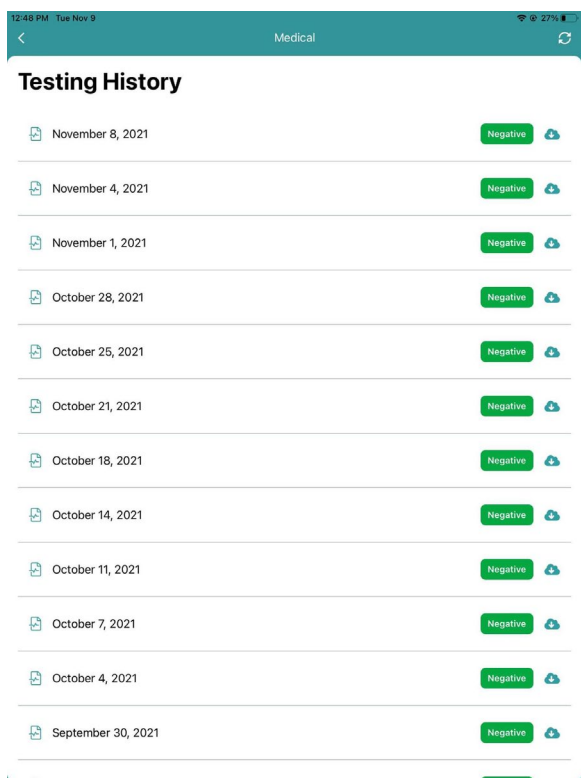 12:48 PM Tue Nov 9 27%
Medical
Testing History
November 8, 2021 Negative
November 4, 2021 Negative
November 1, 2021 Negative
October 28, 2021 Negative
October 25, 2021 Negative
October 21, 2021 Negative
October 18, 2021 Negative
October 14, 2021 Negative
October 11, 2021 Negative
October 7, 2021 Negative
October 4, 2021 Negative
September 30, 2021 Negative